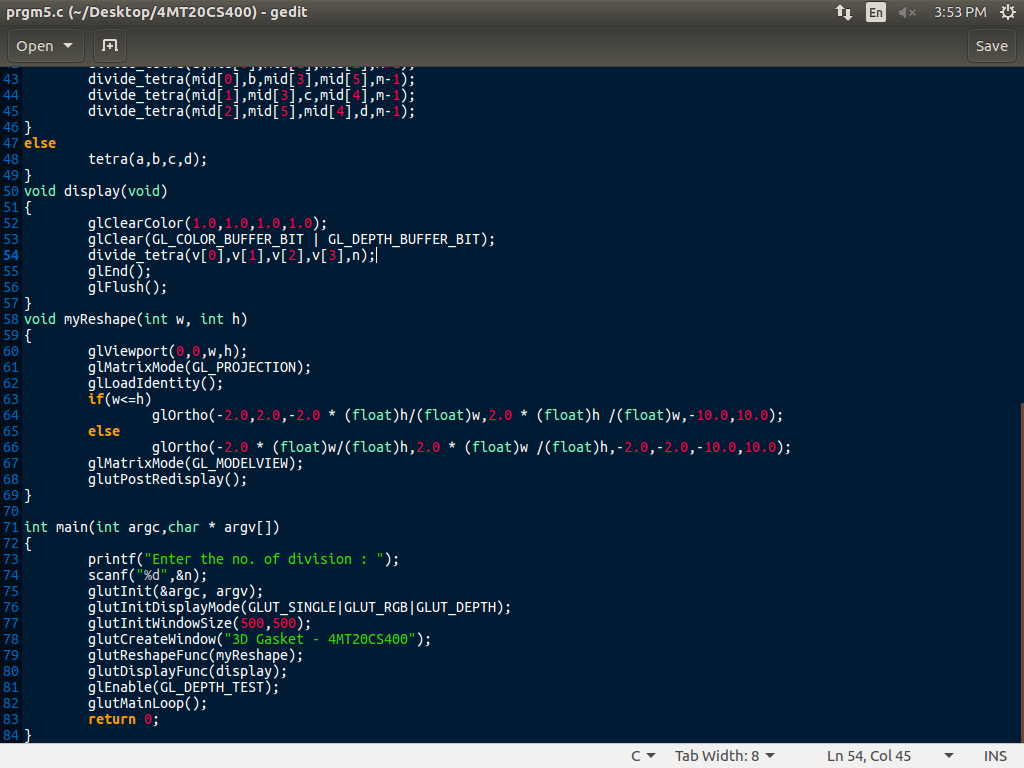 prgm5.c (~/Desktop/4MT20CS400) - gedit
En
3:53 PM
Open
Save
43 divide_tetra(mid[0],b,mid[3],mid[5],m-1);
44 divide_tetra(mid[1],mid[3],c,mid[4],m-1);
45 divide_tetra(mid[2],mid[5],mid[4],d,m-1);
46 }
47 else
48 tetra(a,b,c,d);
49 }
50 void display(void)
51 {
52 glClearColor(1.0,1.0,1.0,1.0);
53 glClear(GL_COLOR_BUFFER_BIT | GL_DEPTH_BUFFER_BIT);
54 divide_tetra(v[0],v[1],v[2],v[3],n);
55 glEnd();
56 glFlush();
57 }
58 void myReshape(int w, int h)
59 {
60 glViewport(0,0,w,h);
61 glMatrixMode(GL_PROJECTION);
62 glLoadIdentity();
63 if(w<=h)
64 glOrtho(-2.0,2.0,-2.0 * (float)h/(float)w,2.0 * (float)h /(float)w,-10.0,10.0);
65 else
66 glOrtho(-2.0 * (float)w/(float)h,2.0 * (float)w /(float)h,-2.0,-2.0,-10.0,10.0);
67 glMatrixMode(GL_MODELVIEW);
68 glutPostRedisplay();
69 }
70
71 int main(int argc,char * argv[])
72 {
73 printf("Enter the no. of division : ");
74 scanf("%d",&n);
75 glutInit(&argc, argv);
76 glutInitDisplayMode(GLUT_SINGLE|GLUT_RGB|GLUT_DEPTH);
77 glutInitWindowSize(500,500);
78 glutCreateWindow("3D Gasket - 4MT20CS400");
79 glutReshapeFunc(myReshape);
80 glutDisplayFunc(display);
81 glEnable(GL_DEPTH_TEST);
82 glutMainLoop();
83 return 0;
84 }
C
Tab Width: 8
Ln 54, Col 45
INS